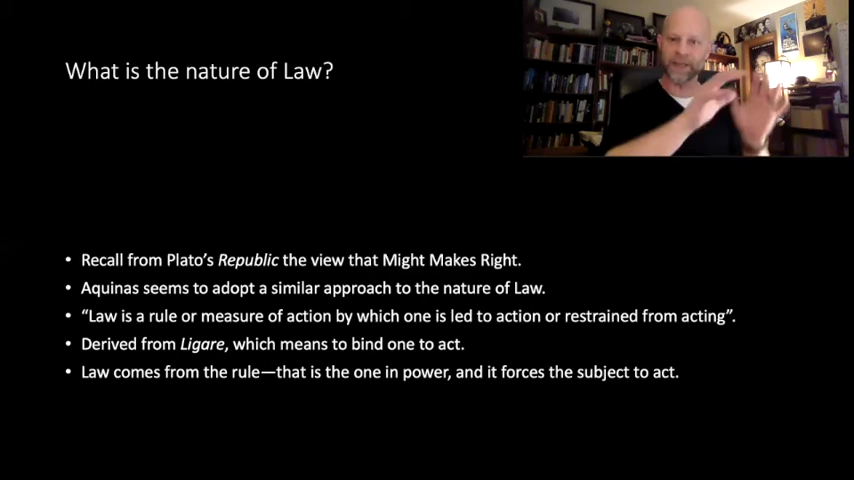 What is the nature of Law?
• Recall from Plato's Republic the view that Might Makes Right.
• Aquinas seems to adopt a similar approach to the nature of Law.
• “Law is a rule or measure of action by which one is led to action or restrained from acting”.
• Derived from Ligare, which means to bind one to act.
• Law comes from the rule—that is the one in power, and it forces the subject to act.